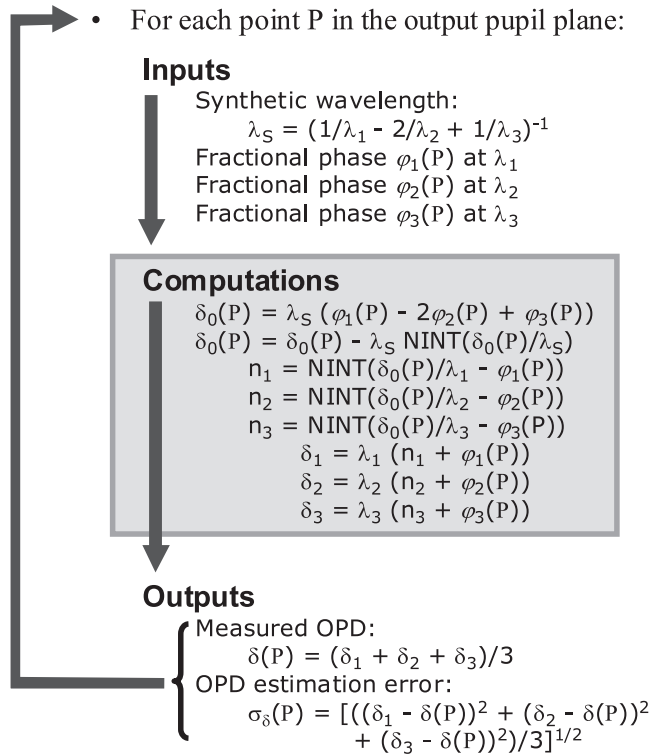 • For each point P in the output pupil plane:
Inputs
Synthetic wavelength:
λS = (1/λ1 - 2/λ2 + 1/λ3)-1
Fractional phase φ1(P) at λ1
Fractional phase φ2(P) at λ2
Fractional phase φ3(P) at λ3
Computations
δ0(P) = λS (φ1(P) - 2φ2(P) + φ3(P))
δ0(P) = δ0(P) - λS NINT(δ0(P)/λS)
n1 = NINT(δ0(P)/λ1 - φ1(P))
n2 = NINT(δ0(P)/λ2 - φ2(P))
n3 = NINT(δ0(P)/λ3 - φ3(P))
δ1 = λ1 (n1 + φ1(P))
δ2 = λ2 (n2 + φ2(P))
δ3 = λ3 (n3 + φ3(P))
Outputs
Measured OPD:
δ(P) = (δ1 + δ2 + δ3)/3
OPD estimation error:
σδ(P) = [((δ1 - δ(P))2 + (δ2 - δ(P))2
+ (δ3 - δ(P))2)/3]1/2